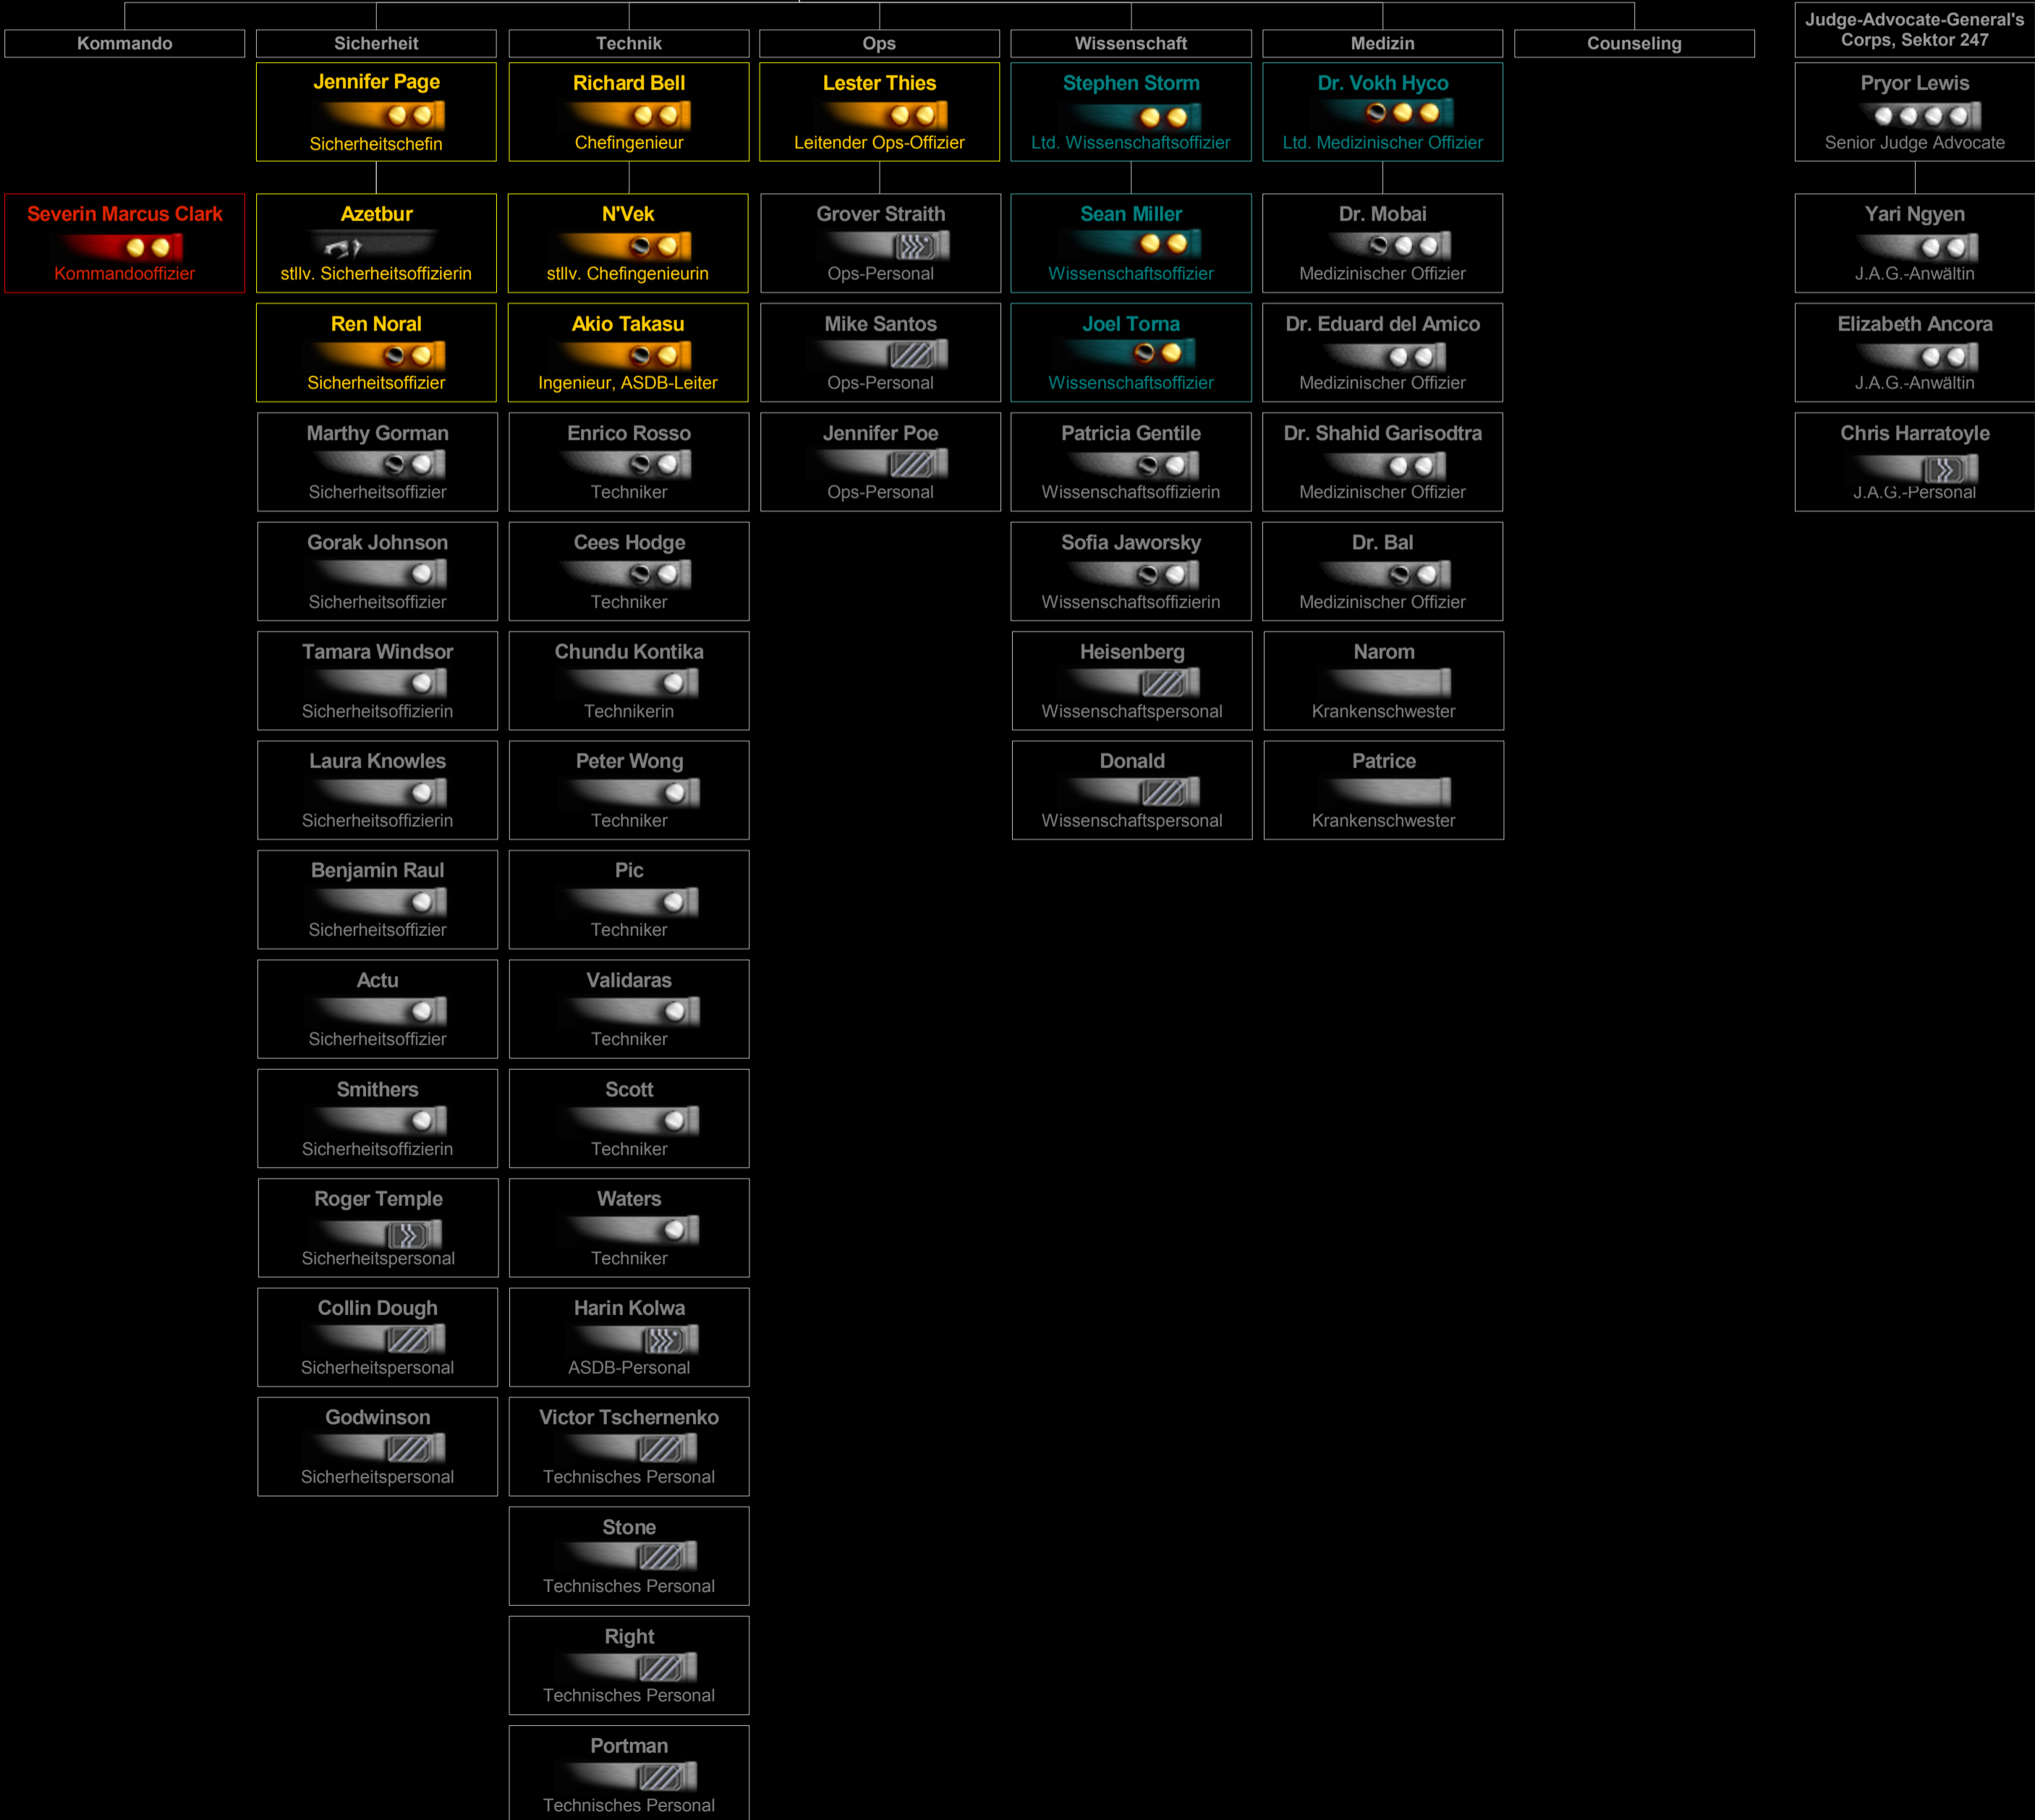 Kommando
Sicherheit
Technik
Ops
Wissenschaft
Medizin
Counseling
Judge-Advocate-General's
Corps, Sektor 247
Jennifer Page
Sicherheitschefin
Richard Bell
Chefingenieur
Lester Thies
Leitender Ops-Offizier
Stephen Storm
Ltd. Wissenschaftsoffizier
Dr. Vokh Hyco
Ltd. Medizinischer Offizier
Pryor Lewis
Senior Judge Advocate
Severin Marcus Clark
Kommandooffizier
Azetbur
stllv. Sicherheitsoffizierin
N'Vek
stllv. Chefingenieurin
Grover Straith
Ops-Personal
Sean Miller
Wissenschaftsoffizier
Dr. Mobai
Medizinischer Offizier
Yari Ngyen
J.A.G.-Anwältin
Ren Noral
Sicherheitsoffizier
Akio Takasu
Ingenieur, ASDB-Leiter
Mike Santos
Ops-Personal
Joel Torna
Wissenschaftsoffizier
Dr. Eduard del Amico
Medizinischer Offizier
Elizabeth Ancora
J.A.G.-Anwältin
Marthy Gorman
Sicherheitsoffizier
Enrico Rosso
Techniker
Jennifer Poe
Ops-Personal
Patricia Gentile
Wissenschaftsoffizierin
Dr. Shahid Garisodtra
Medizinischer Offizier
Chris Harratoyle
J.A.G.-Personal
Gorak Johnson
Sicherheitsoffizier
Cees Hodge
Techniker
Sofia Jaworsky
Wissenschaftsoffizierin
Dr. Bal
Medizinischer Offizier
Tamara Windsor
Sicherheitsoffizierin
Chundu Kontika
Technikerin
Heisenberg
Wissenschaftspersonal
Narom
Krankenschwester
Laura Knowles
Sicherheitsoffizierin
Peter Wong
Techniker
Donald
Wissenschaftspersonal
Patrice
Krankenschwester
Benjamin Raul
Sicherheitsoffizier
Pic
Techniker
Actu
Sicherheitsoffizier
Validaras
Techniker
Smithers
Sicherheitsoffizierin
Scott
Techniker
Roger Temple
Sicherheitspersonal
Waters
Techniker
Collin Dough
Sicherheitspersonal
Harin Kolwa
ASDB-Personal
Godwinson
Sicherheitspersonal
Victor Tschernenko
Technisches Personal
Stone
Technisches Personal
Right
Technisches Personal
Portman
Technisches Personal